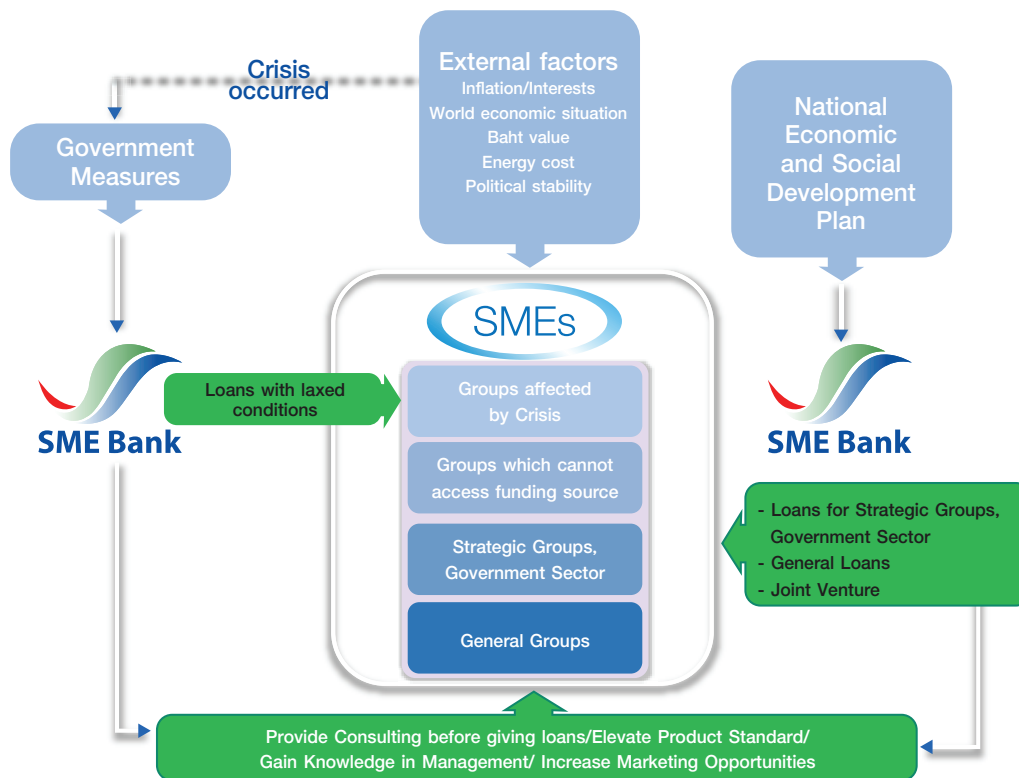 Crisis
occurred
External factors
Inflation/Interests
World economic situation
Baht value
Energy cost
Political stability
National
Economic
and Social
Development
Plan
Government
Measures
SMEs
SME Bank
Loans with laxed
conditions
Groups affected
by Crisis
Groups which cannot
access funding source
Strategic Groups,
Government Sector
General Groups
SME Bank
- Loans for Strategic Groups,
Government Sector
- General Loans
- Joint Venture
Provide Consulting before giving loans/Elevate Product Standard/
Gain Knowledge in Management/ Increase Marketing Opportunities